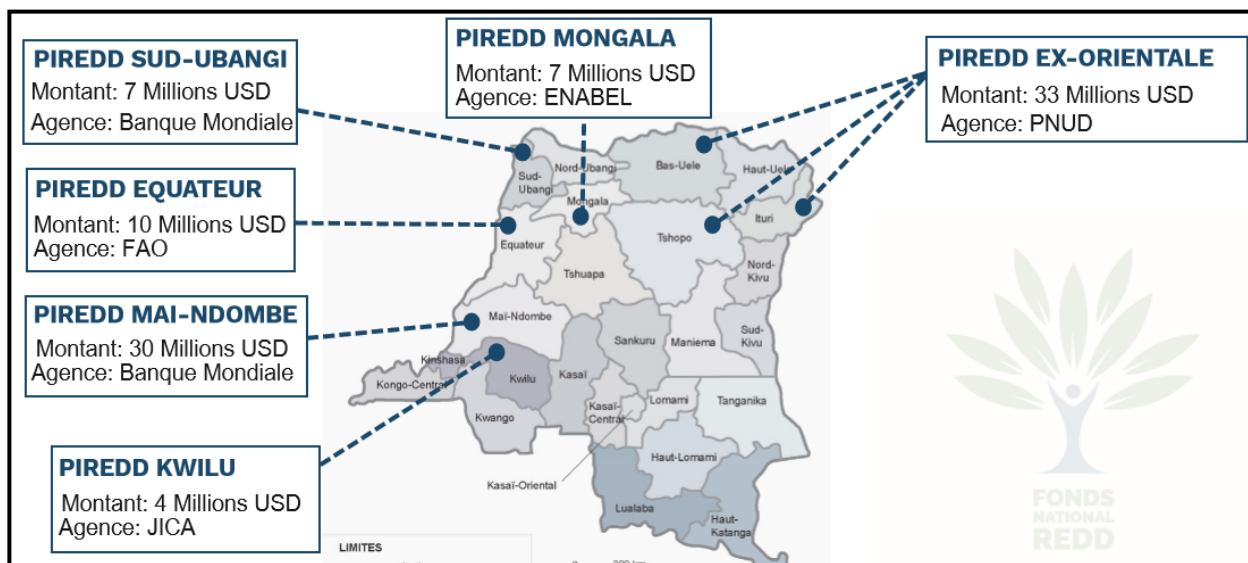 PIREDD SUD-UBANGI
Montant: 7 Millions USD
Agence: Banque Mondiale
PIREDD MONGALA
Montant: 7 Millions USD
Agence: ENABEL
PIREDD EX-ORIENTALE
Montant: 33 Millions USD
Agence: PNUD
PIREDD EQUATEUR
Montant: 10 Millions USD
Agence: FAO
PIREDD MAI-NDOMBE
Montant: 30 Millions USD
Agence: Banque Mondiale
PIREDD KWILU
Montant: 4 Millions USD
Agence: JICA
Nord-Ubangi
Bas-Uele
Haut-Uele
Sud-
Ubangi
Mongala
Ituri
Equateur
Tshopo
Tshuapa
Nord-
Kivu
Maï-Ndombe
Sankuru
Maniema
Sud-
Kivu
Kinshasa
Kongo-Central
Kwilu
Kasaï
Kwango
Kasaï-
Central
Lomami
Tanganika
Haut-Lomami
Kasaï-Oriental
Lualaba
Haut-
Katanga
LIMITES
FONDS
NATIONAL
REDD